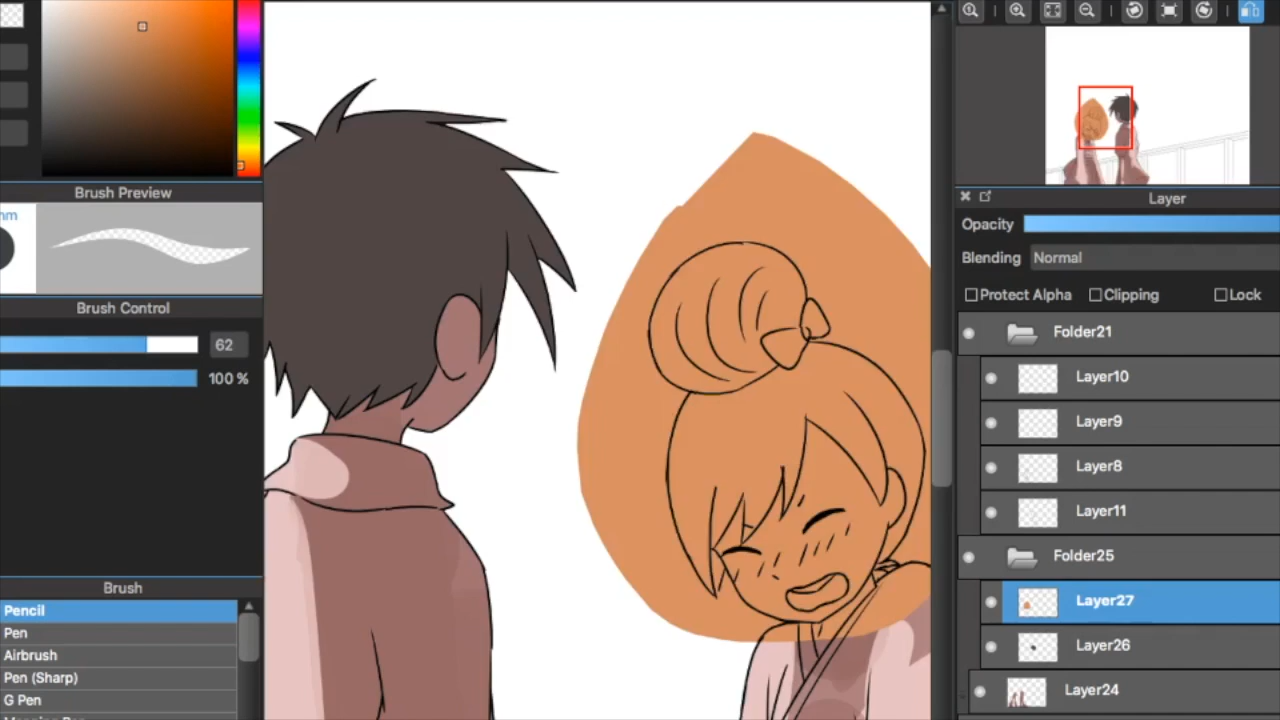 Brush Preview
mm
Brush Control
62
100 %
Brush
Pencil
Pen
Airbrush
Pen (Sharp)
G Pen
Layer
Opacity
Blending Normal
Protect Alpha Clipping Lock
Folder21
Layer10
Layer9
Layer8
Layer11
Folder25
Layer27
Layer26
Layer24